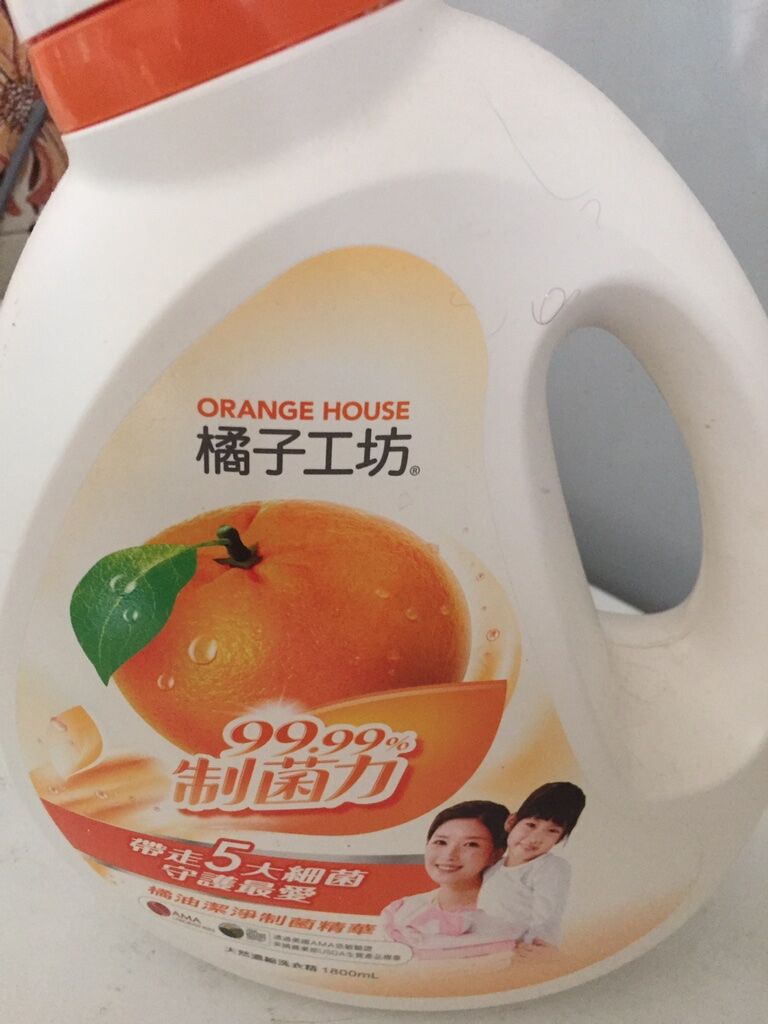 ORANGE HOUSE
橘子工坊®
99.99%
制菌力
帶走5大細菌
守護最愛
橘油潔淨制菌精華
AMA
天然濃縮洗衣精 1800mL